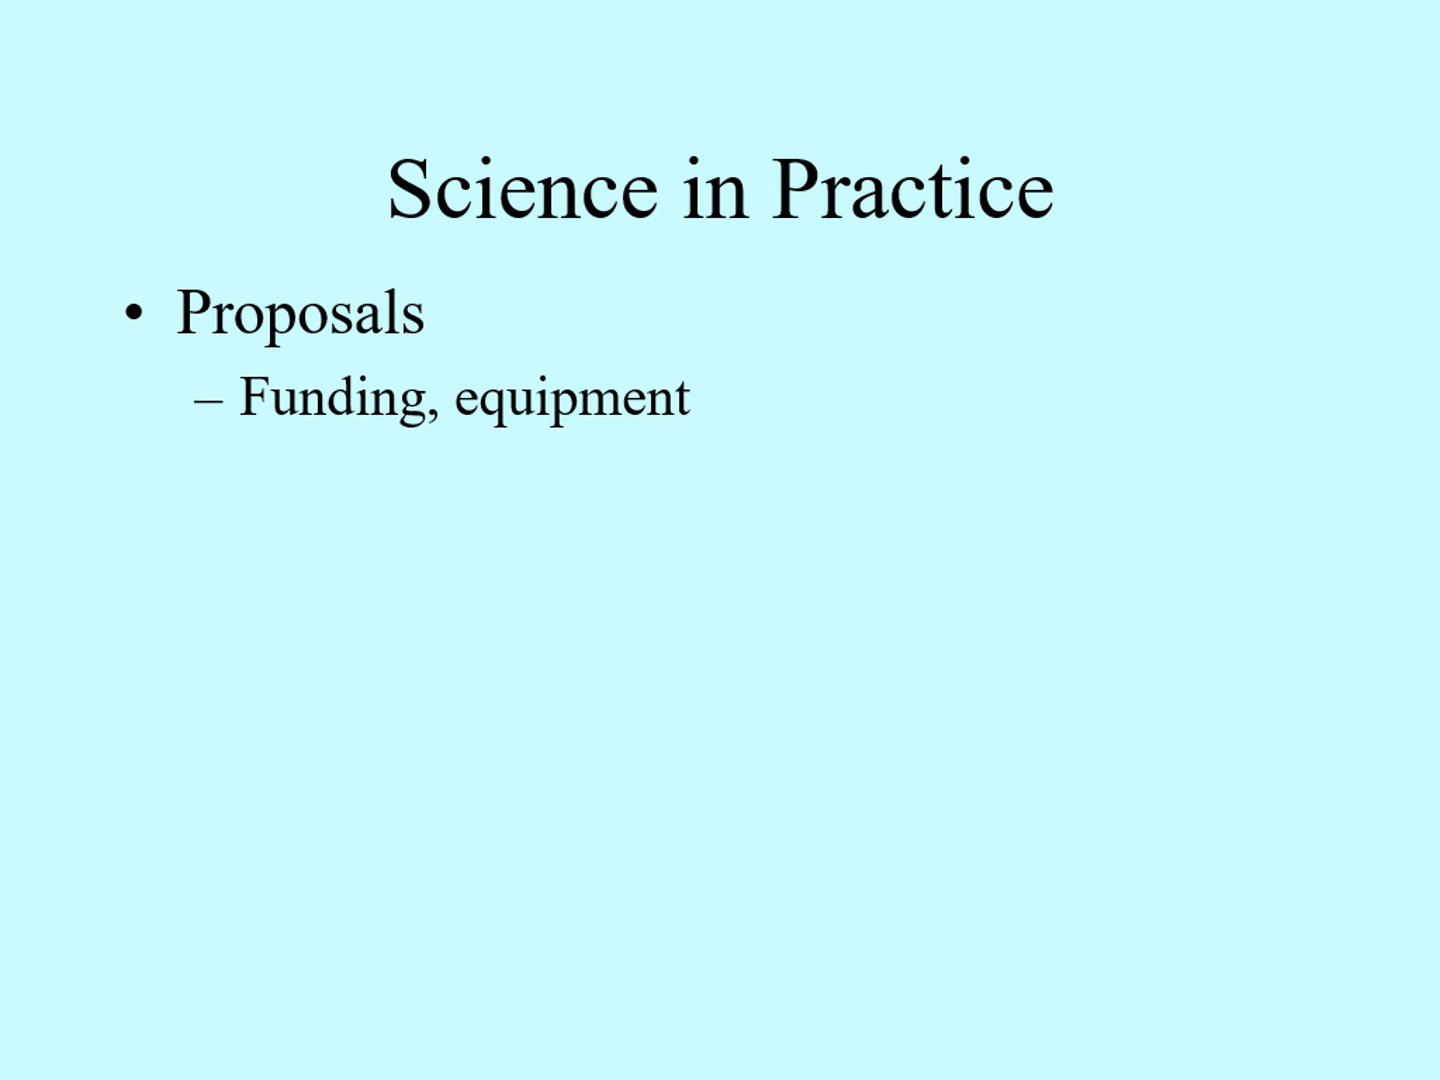 Science in Practice
• Proposals
– Funding, equipment